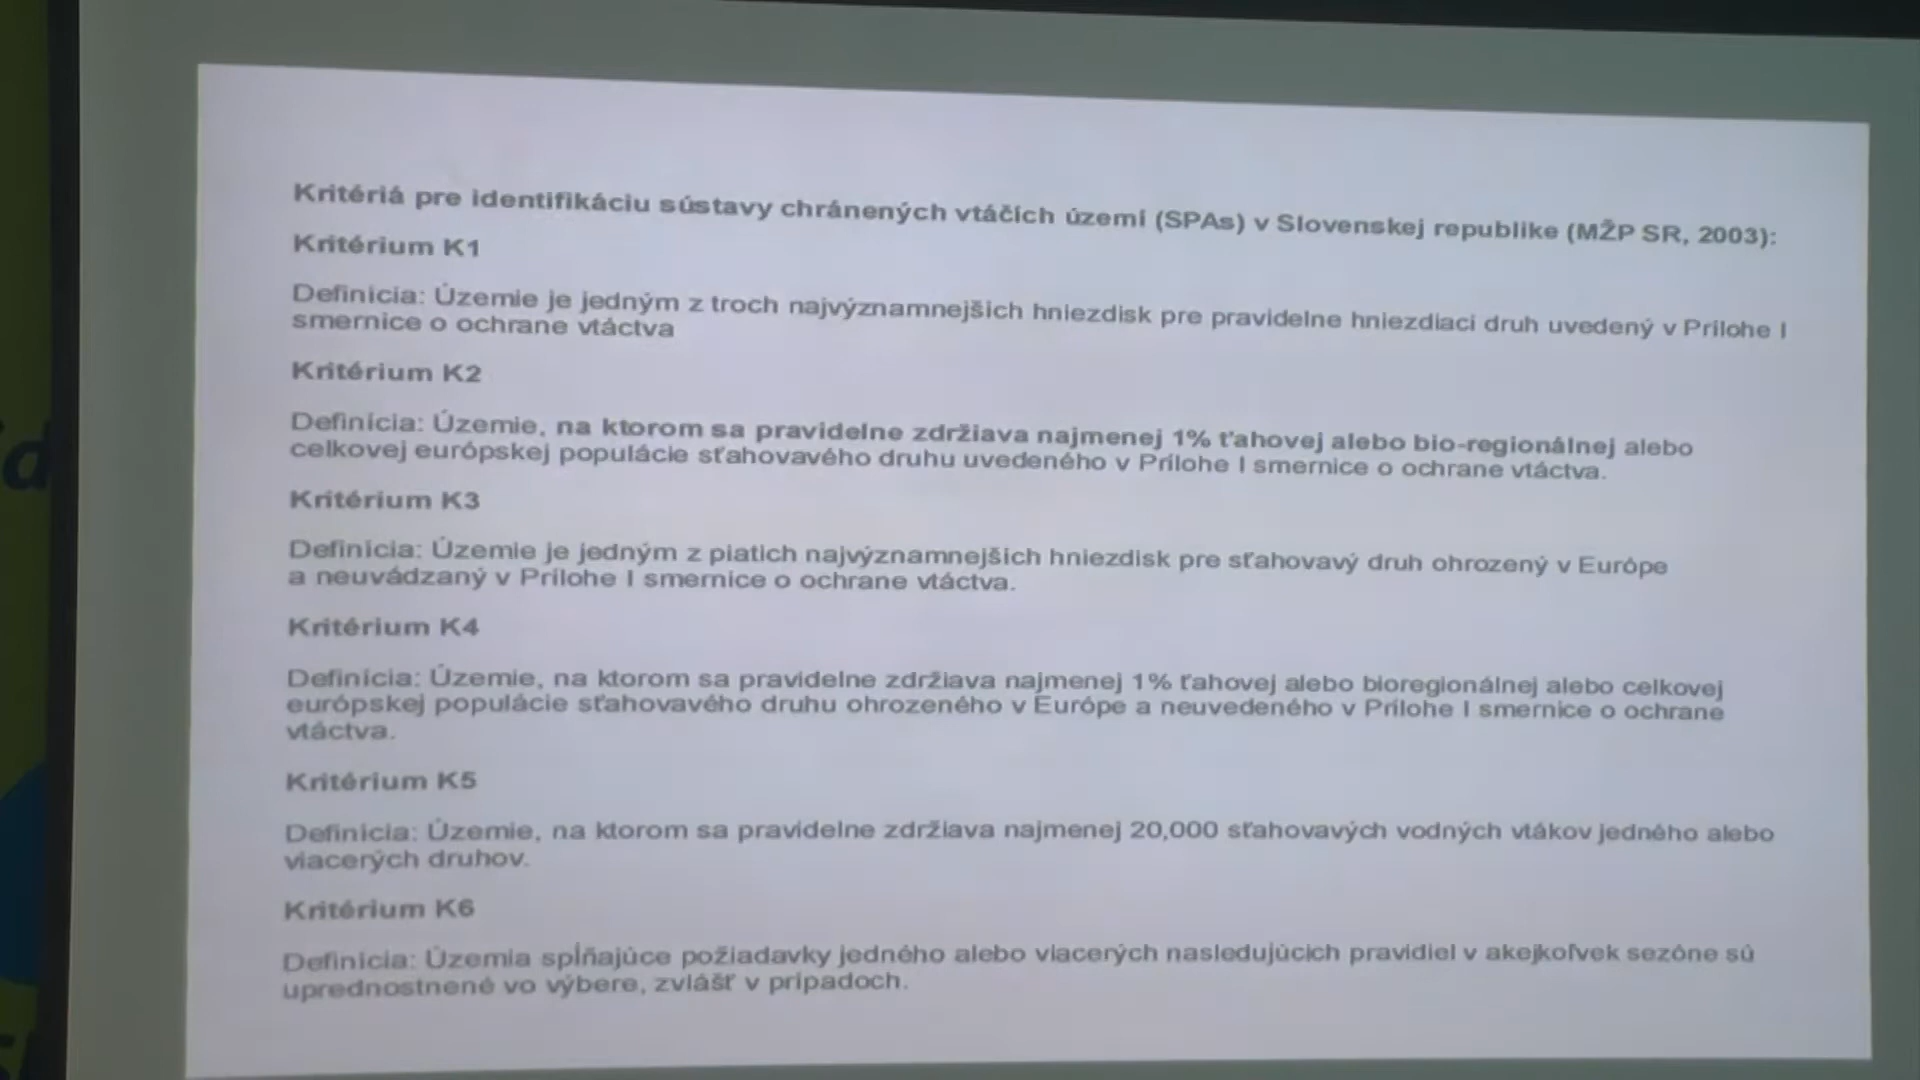 Kritériá pre identifikáciu sústavy chránených vtáčích území (SPAs) v Slovenskej republike (MŽP SR, 2003):
Kritérium K1
Definícia: Územie je jedným z troch najvýznamnejších hniezdisk pre pravidelne hniezdiaci druh uvedený v Prílohe I
smernice o ochrane vtáctva
Kritérium K2
Definícia: Územie, na ktorom sa pravidelne zdržiava najmenej 1% ťahovej alebo bio-regionálnej alebo
celkovej európskej populácie sťahovavého druhu uvedeného v Prílohe I smernice o ochrane vtáctva.
Kritérium K3
Definícia: Územie je jedným z piatich najvýznamnejších hniezdisk pre sťahovavý druh ohrozený v Európe
a neuvádzaný v Prílohe I smernice o ochrane vtáctva.
Kritérium K4
Definícia: Územie, na ktorom sa pravidelne zdržiava najmenej 1% ťahovej alebo bioregionálnej alebo celkovej
európskej populácie sťahovavého druhu ohrozeného v Európe a neuvedeného v Prílohe I smernice o ochrane
vtáctva.
Kritérium K5
Definícia: Územie, na ktorom sa pravidelne zdržiava najmenej 20,000 sťahovavých vodných vtákov jedného alebo
viacerých druhov.
Kritérium K6
Definícia: Územia spĺňajúce požiadavky jedného alebo viacerých nasledujúcich pravidiel v akejkoľvek sezóne sú
uprednostnené vo výbere, zvlášť v prípadoch.